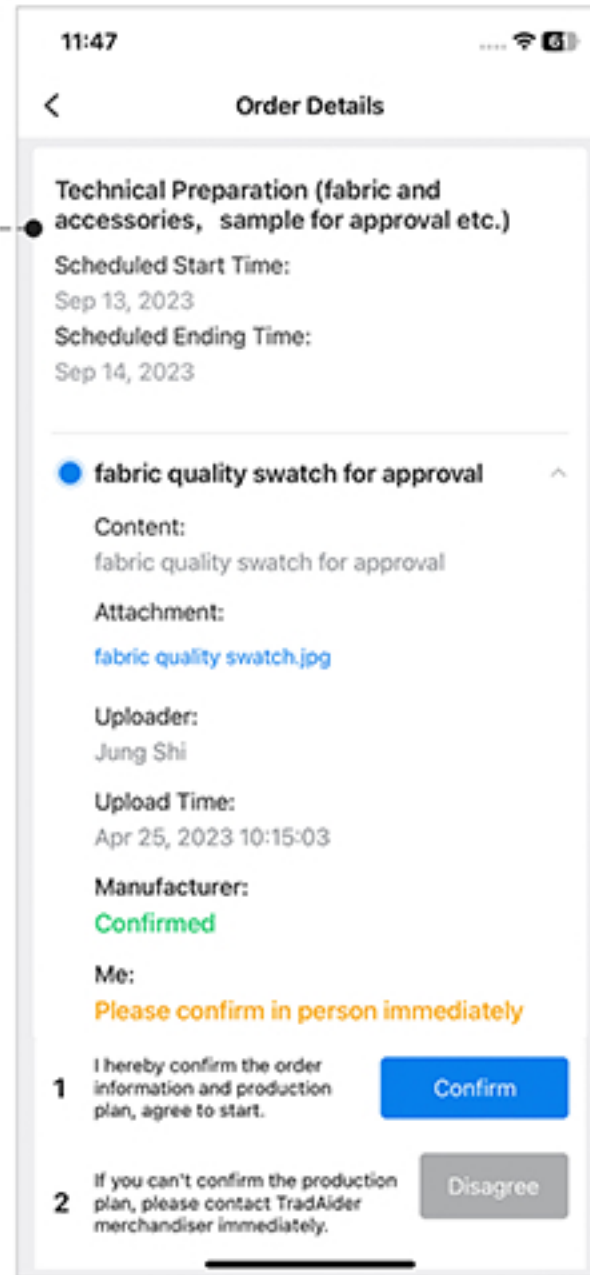 11:47
61
Order Details
Technical Preparation (fabric and
accessories, sample for approval etc.)
Scheduled Start Time:
Sep 13, 2023
Scheduled Ending Time:
Sep 14, 2023
fabric quality swatch for approval
Content:
fabric quality swatch for approval
Attachment:
fabric quality swatch.jpg
Uploader:
Jung Shi
Upload Time:
Apr 25, 2023 10:15:03
Manufacturer:
Confirmed
Me:
Please confirm in person immediately
1
I hereby confirm the order
information and production
plan, agree to start.
Confirm
2
If you can't confirm the production
plan, please contact TradAider
merchandiser immediately.
Disagree